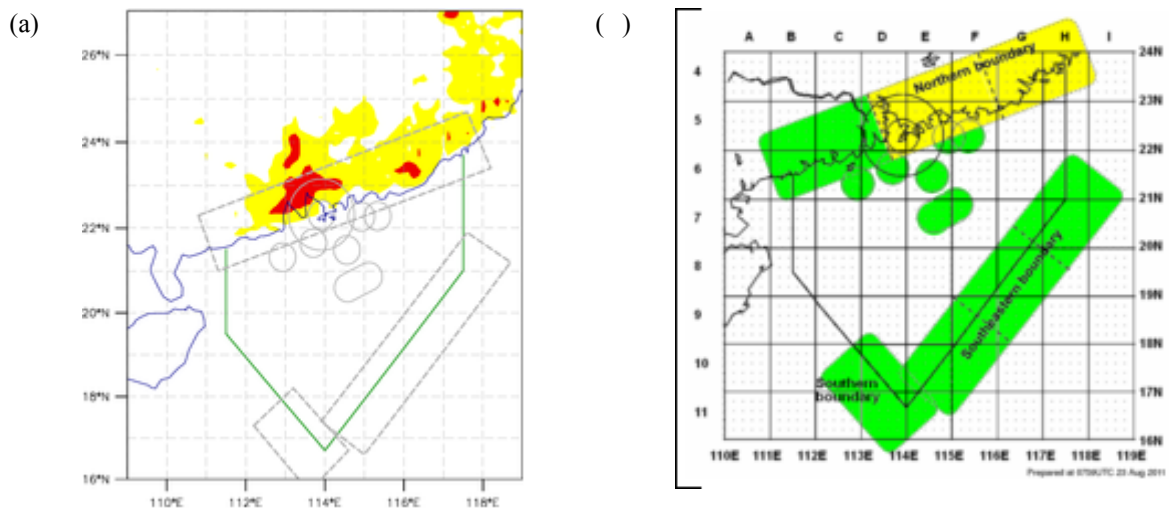 (a)
26°N
24°N
22°N
20°N
18°N
16°N
110°E 112°E 114°E 116°E 118°E
( )
A B C D E F G H I
4
5
6
7
8
9
10
11
24N
23N
22N
21N
20N
19N
18N
17N
16N
Northern boundary
Southeastern boundary
Southern
boundary
110E 111E 112E 113E 114E 115E 116E 117E 118E 119E
Prepared at 0759UTC 23 Aug 2011